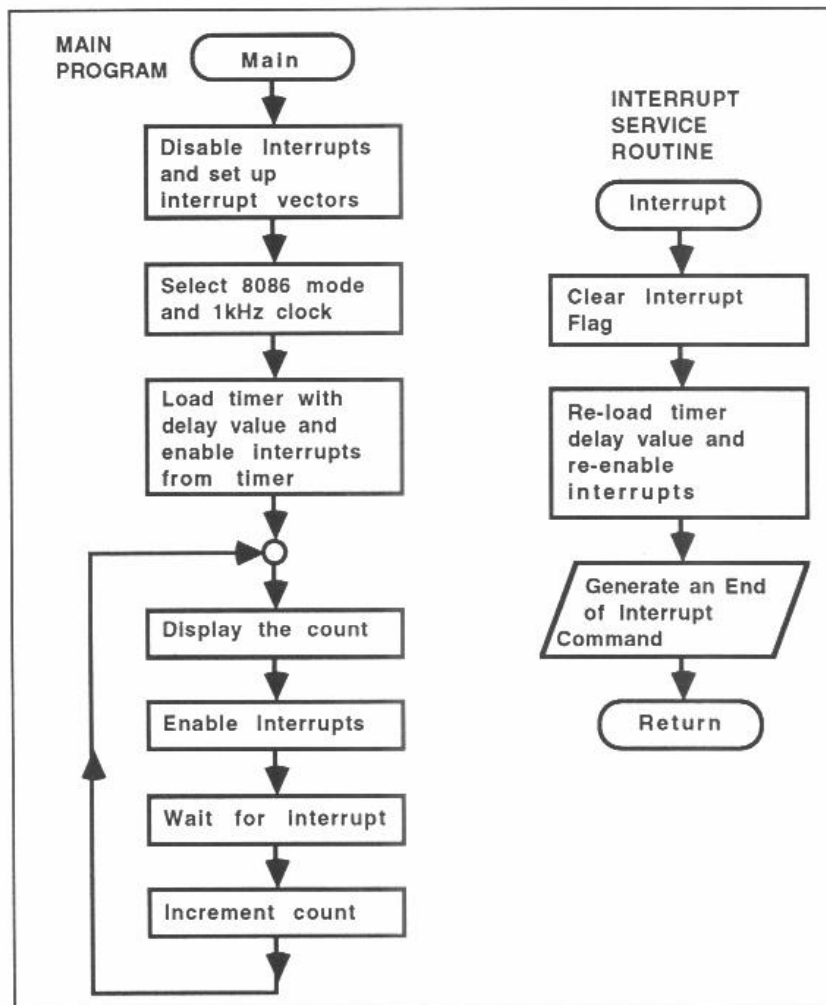 MAIN
PROGRAM
Main
Disable Interrupts
and set up
interrupt vectors
Select 8086 mode
and 1kHz clock
Load timer with
delay value and
enable interrupts
from timer
Display the count
Enable Interrupts
Wait for interrupt
Increment count
INTERRUPT
SERVICE
ROUTINE
Interrupt
Clear Interrupt
Flag
Re-load timer
delay value and
re-enable
interrupts
Generate an End
of Interrupt
Command
Return